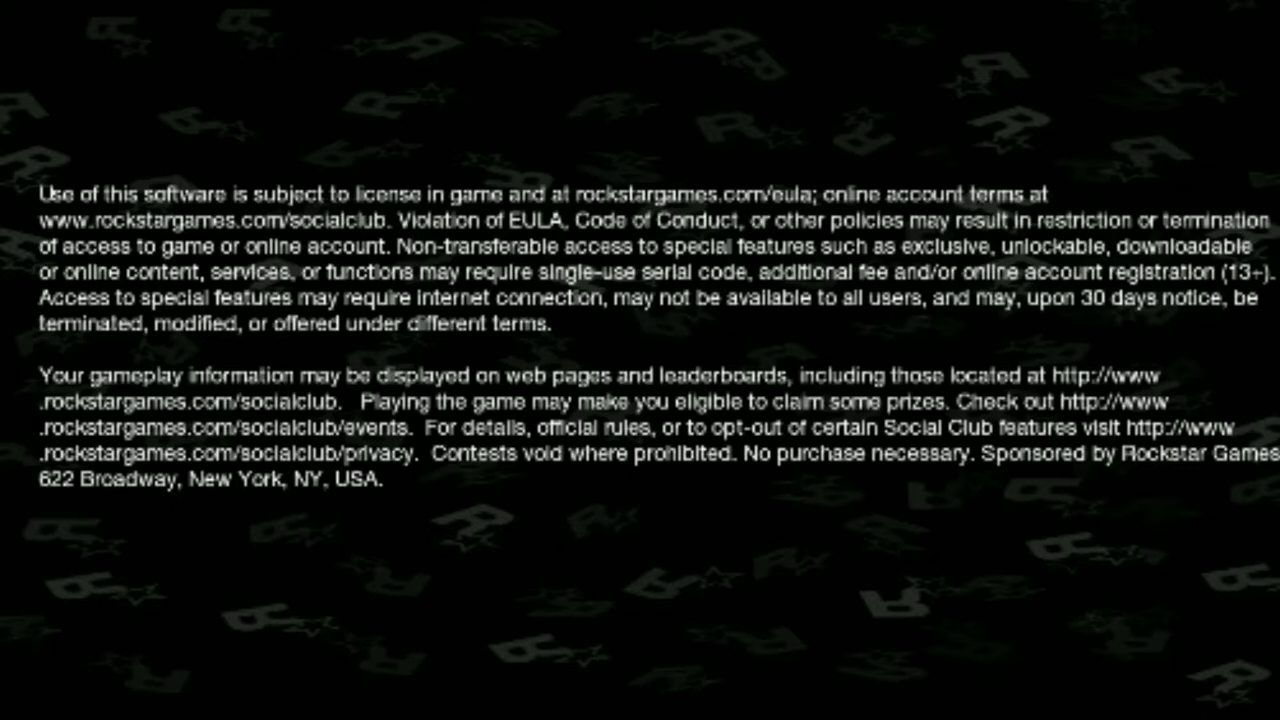 Use of this software is subject to license in game and at rockstargames.com/eula; online account terms at
www.rockstargames.com/socialclub. Violation of EULA, Code of Conduct, or other policies may result in restriction or termination
of access to game or online account. Non-transferable access to special features such as exclusive, unlockable, downloadable
or online content, services, or functions may require single-use serial code, additional fee and/or online account registration (13+).
Access to special features may require internet connection, may not be available to all users, and may, upon 30 days notice, be
terminated, modified, or offered under different terms.
Your gameplay information may be displayed on web pages and leaderboards, including those located at http://www
.rockstargames.com/socialclub.   Playing the game may make you eligible to claim some prizes. Check out http://www
.rockstargames.com/socialclub/events.  For details, official rules, or to opt-out of certain Social Club features visit http://www
.rockstargames.com/socialclub/privacy.  Contests void where prohibited. No purchase necessary. Sponsored by Rockstar Games
622 Broadway, New York, NY, USA.